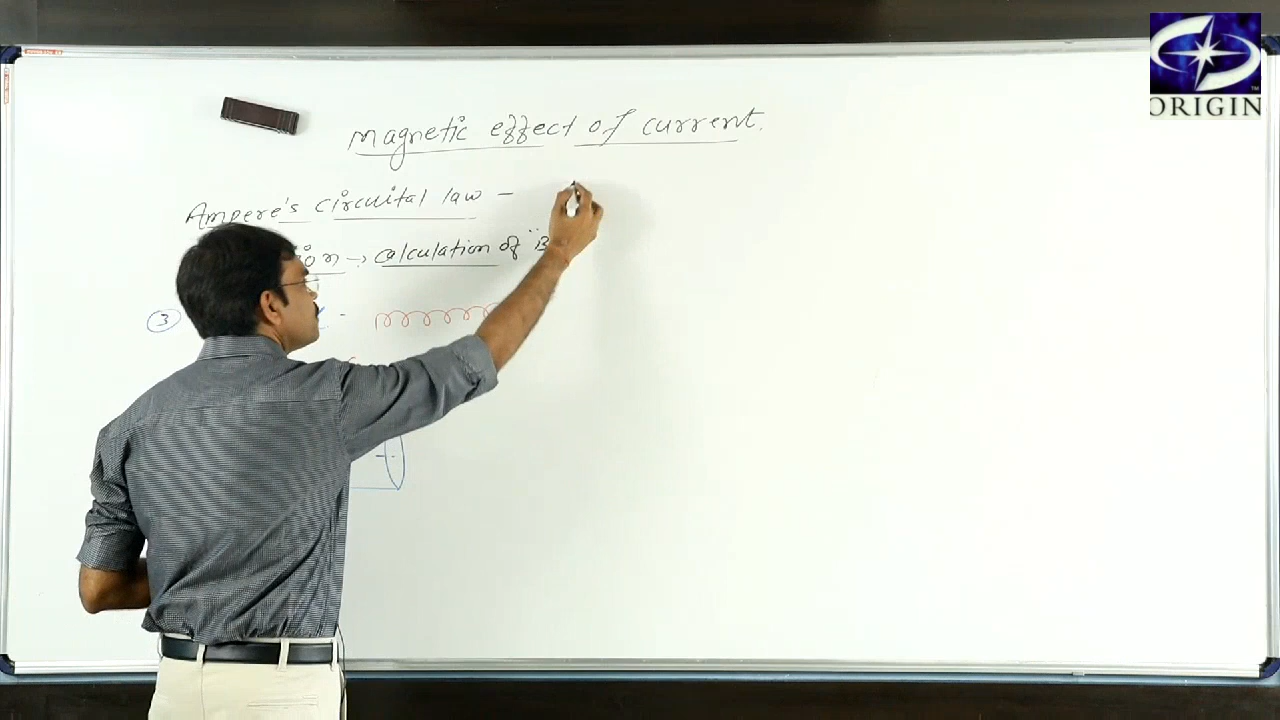 ORIGIN
Magnetic effect of current.
Ampere's circuital law -
→ calculation of "B
3